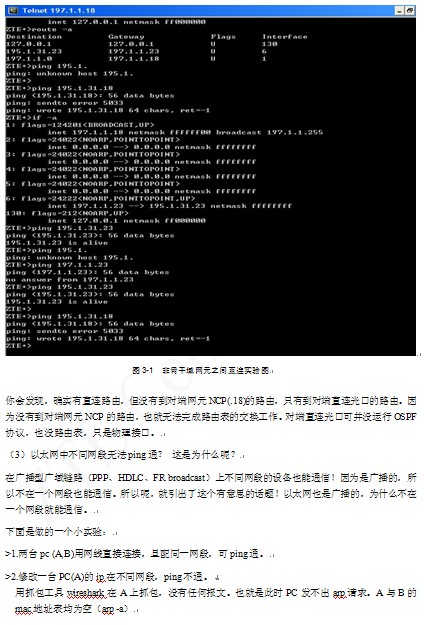 Telnet 197.1.1.18
inet 127.0.0.1 netmask ff000000
ZTE+>route -a
Destination Gateway Flags Interface
127.0.0.1 127.0.0.1 U 130
195.1.31.23 197.1.1.23 U 6
197.1.1.0 197.1.1.18 U 1
ZTE+>ping 195.1.
ping: unknown host 195.1.
ZTE+>
ZTE+>ping 195.1.31.18
ping (195.1.31.18): 56 data bytes
ping: sendto error 5033
ping: wrote 195.1.31.18 64 chars, ret=-1
ZTE+>if -a
1: flags=124201<BROADCAST,UP>
inet 197.1.1.18 netmask ffffff00 broadcast 197.1.1.255
2: flags=24022<NOARP,POINTTOPOINT>
inet 0.0.0.0 --> 0.0.0.0 netmask ffffffff
3: flags=24022<NOARP,POINTTOPOINT>
inet 0.0.0.0 --> 0.0.0.0 netmask ffffffff
4: flags=24022<NOARP,POINTTOPOINT>
inet 0.0.0.0 --> 0.0.0.0 netmask ffffffff
5: flags=24022<NOARP,POINTTOPOINT>
inet 0.0.0.0 --> 0.0.0.0 netmask ffffffff
6: flags=24222<NOARP,POINTTOPOINT,UP>
inet 197.1.1.23 --> 195.1.31.23 netmask ffffffff
130: flags=212<NOARP,UP>
inet 127.0.0.1 netmask ff000000
ZTE+>ping 195.1.31.23
ping (195.1.31.23): 56 data bytes
195.1.31.23 is alive
ZTE+>ping 195.1.
ping: unknown host 195.1.
ZTE+>ping 197.1.1.23
ping (197.1.1.23): 56 data bytes
no answer from 197.1.1.23
ZTE+>ping 195.1.31.23
ping (195.1.31.23): 56 data bytes
195.1.31.23 is alive
ZTE+>
ZTE+>ping 195.1.31.18
ping (195.1.31.18): 56 data bytes
ping: sendto error 5033
ping: wrote 195.1.31.18 64 chars, ret=-1
ZTE+>
图 3-1 非骨干域网元之间互连实验图
你会发现，确实有直连路由，但没有到对端网元 NCP(.18)的路由，只有到对端直连光口的路由。因
为没有到对端网元 NCP 的路由，也就无法完成路由表的交换工作。对端直连光口可并没运行 OSPF
协议，也没路由表，只是物理接口。
（3）以太网中不同网段无法 ping 通？ 这是为什么呢？
在广播型广域链路（PPP、HDLC、FR broadcast）上不同网段的设备也能通信！因为是广播的，所
以不在一个网段也能通信。所以呢，就引出了这个有意思的话题！以太网也是广播的，为什么不在
一个网段就能通信。
下面是做的一个小实验：
>1.两台 pc (A,B)用网线直接连接，且配同一网段，可 ping 通。
>2.修改一台 PC(A)的 ip,在不同网段，ping 不通。
用抓包工具 wireshark 在 A 上抓包，没有任何报文。也就是此时 PC 发不出 arp 请求。A 与 B 的
mac 地址表均为空（arp -a）